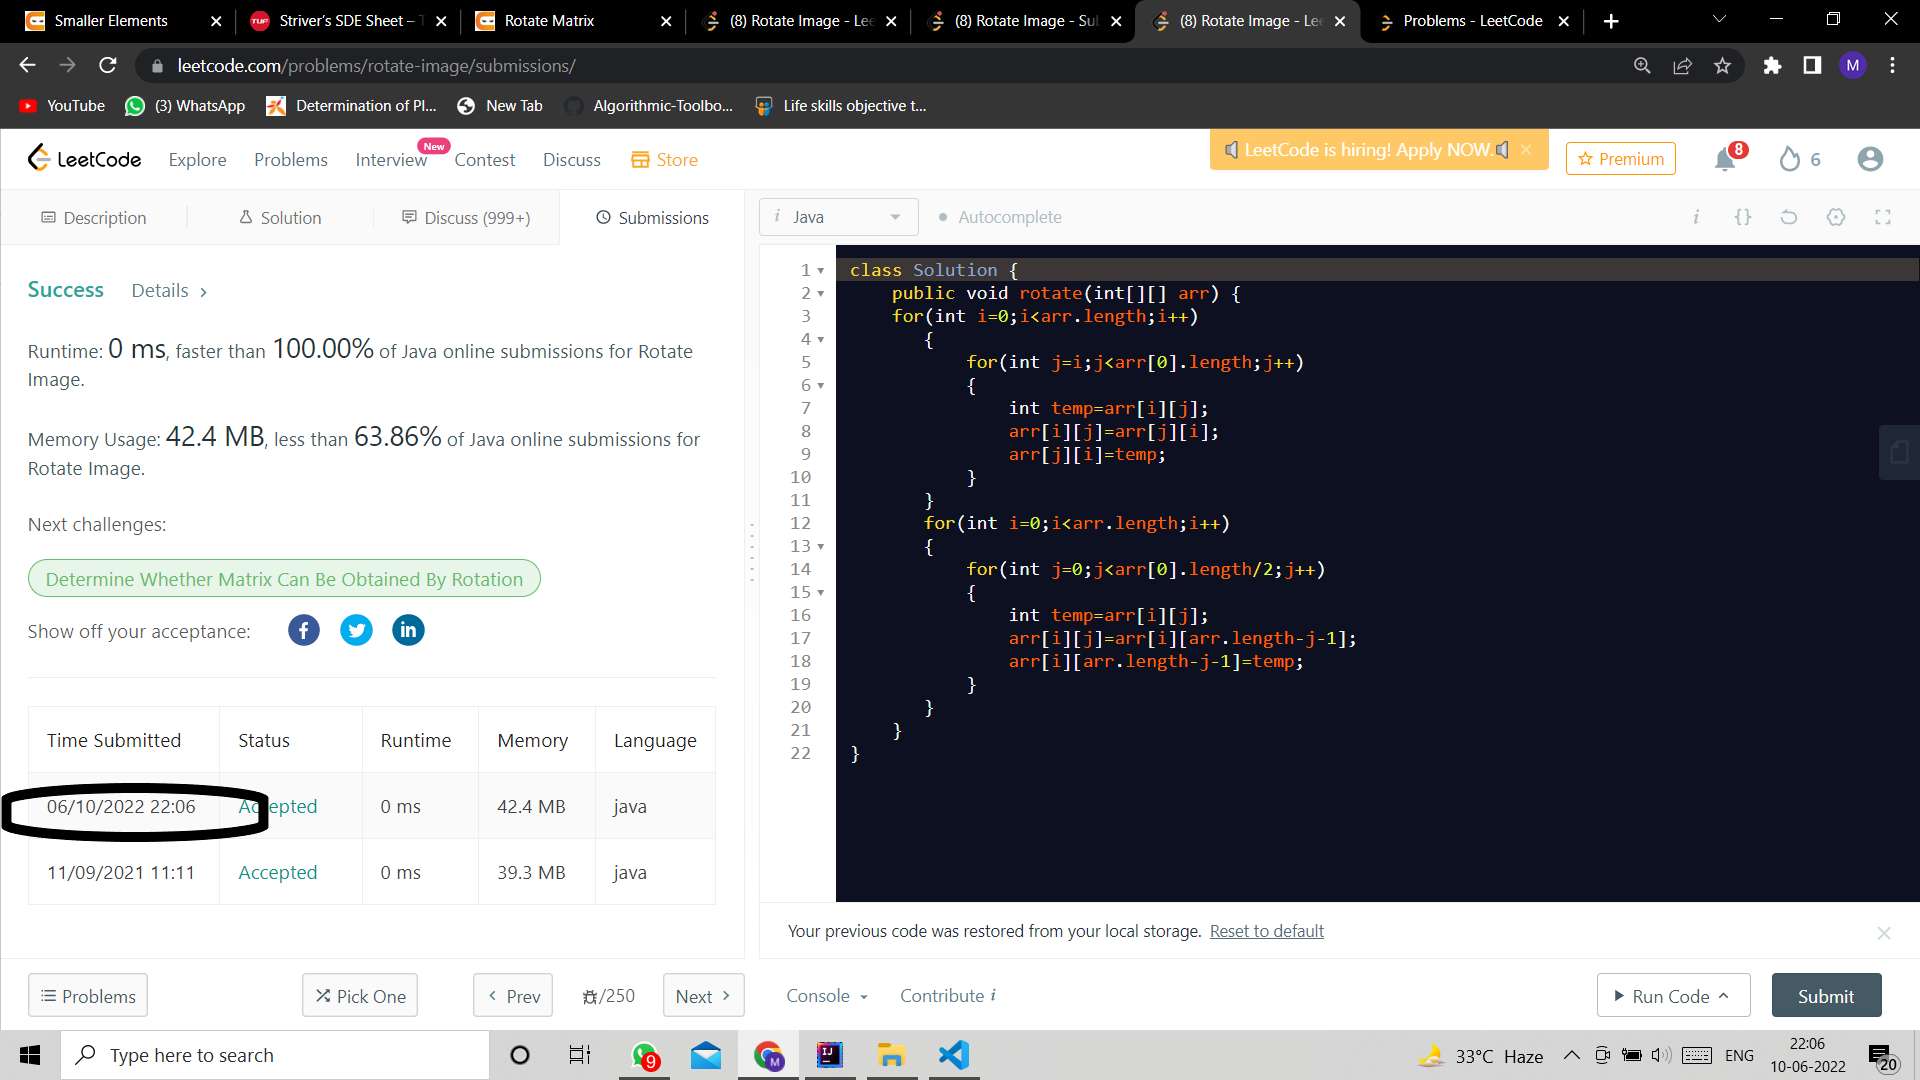 Smaller Elements
Striver's SDE Sheet – T
Rotate Matrix
(8) Rotate Image - Lee
(8) Rotate Image - Sub
(8) Rotate Image - Lee
Problems - LeetCode
leetcode.com/problems/rotate-image/submissions/
M
YouTube
(3) WhatsApp
Determination of Pl...
New Tab
Algorithmic-Toolbo...
Life skills objective t...
LeetCode
Explore
Problems
Interview
New
Contest
Discuss
Store
LeetCode is hiring! Apply NOW.
Premium
8
6
Description
Solution
Discuss (999+)
Submissions
i Java
Autocomplete
i {}
Success
Details >
Runtime: 0 ms, faster than 100.00% of Java online submissions for Rotate
Image.
Memory Usage: 42.4 MB, less than 63.86% of Java online submissions for
Rotate Image.
Next challenges:
Determine Whether Matrix Can Be Obtained By Rotation
Show off your acceptance:
Time Submitted Status Runtime Memory Language
06/10/2022 22:06 Accepted 0 ms 42.4 MB java
11/09/2021 11:11 Accepted 0 ms 39.3 MB java
1 class Solution {
2 public void rotate(int[][] arr) {
3 for(int i=0;i<arr.length;i++)
4 {
5 for(int j=i;j<arr[0].length;j++)
6 {
7 int temp=arr[i][j];
8 arr[i][j]=arr[j][i];
9 arr[j][i]=temp;
10 }
11 }
12 for(int i=0;i<arr.length;i++)
13 {
14 for(int j=0;j<arr[0].length/2;j++)
15 {
16 int temp=arr[i][j];
17 arr[i][j]=arr[i][arr.length-j-1];
18 arr[i][arr.length-j-1]=temp;
19 }
20 }
21 }
22 }
Your previous code was restored from your local storage. Reset to default
Problems
Pick One
< Prev
/250
Next >
Console
Contribute i
Run Code
Submit
Type here to search
9
M
IJ
33°C Haze
ENG
22:06
10-06-2022
20